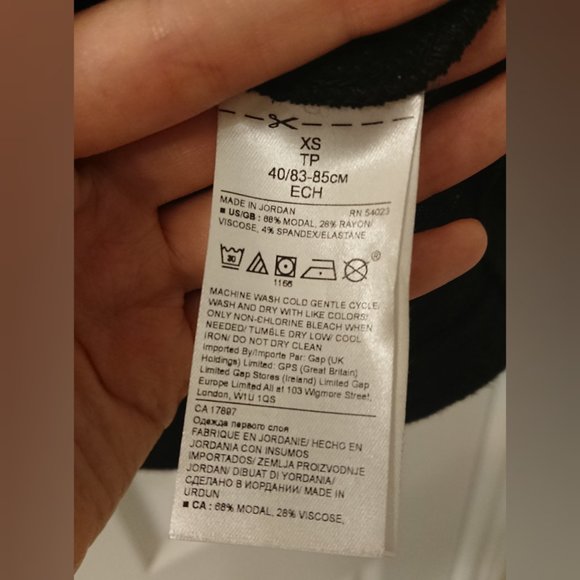 XS
TP
40/83-85CM
ECH
MADE IN JORDAN RN 54023
■ US/GB : 68% MODAL, 28% RAYON/
VISCOSE, 4% SPANDEX/ELASTANE
30
R
1166
MACHINE WASH COLD GENTLE CYCLE/
WASH AND DRY WITH LIKE COLORS/
ONLY NON-CHLORINE BLEACH WHEN
NEEDED/ TUMBLE DRY LOW/ COOL
IRON/ DO NOT DRY CLEAN
Imported By/Importe Par: Gap (UK
Holdings) Limited: GPS (Great Britain)
Limited Gap Stores (Ireland) Limited Gap
Europe Limited All at 103 Wigmore Street,
London, W1U 1QS
CA 17897
Одежда первого слоя
FABRIQUE EN JORDANIE/ HECHO EN
JORDANIA CON INSUMOS
IMPORTADOS/ ZEMLJA PROIZVODNJE
JORDAN/ DIBUAT DI YORDANIA/
СДЕЛАНО В ИОРДАНИИ/ MADE IN
URDUN
■ CA : 68% MODAL, 28% VISCOSE,